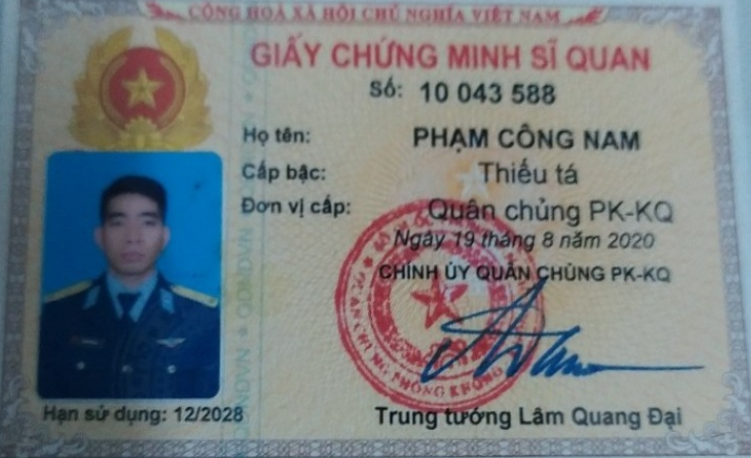 CỘNG HOÀ XÃ HỘI CHỦ NGHĨA VIỆT NAM
GIẤY CHỨNG MINH SĨ QUAN
Số: 10 043 588
Họ tên: PHẠM CÔNG NAM
Cấp bậc: Thiếu tá
Đơn vị cấp: Quân chủng PK-KQ
Ngày 19 tháng 8 năm 2020
CHÍNH ỦY QUÂN CHỦNG PK-KQ
QUÂN CHỦNG PHÒNG KHÔNG
QĐNDVN
Hạn sử dụng: 12/2028
Trung tướng Lâm Quang Đại